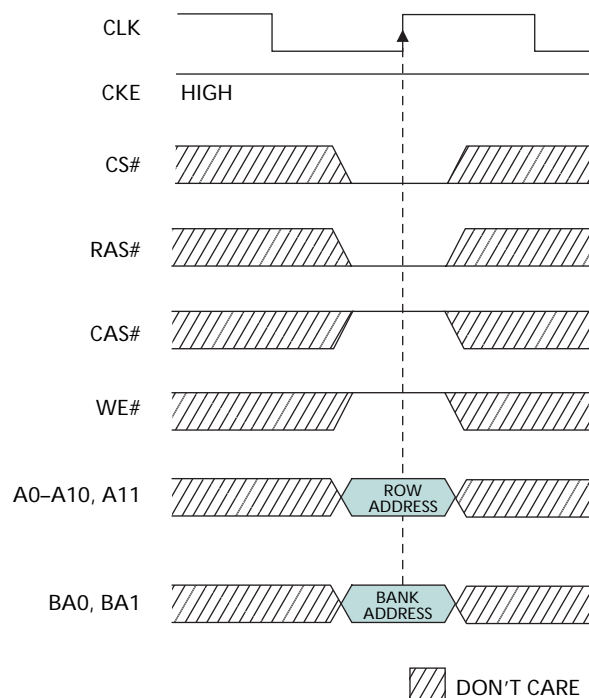 CLK
CKE HIGH
CS#
RAS#
CAS#
WE#
A0–A10, A11 ROW
ADDRESS
BA0, BA1 BANK
ADDRESS
DON'T CARE